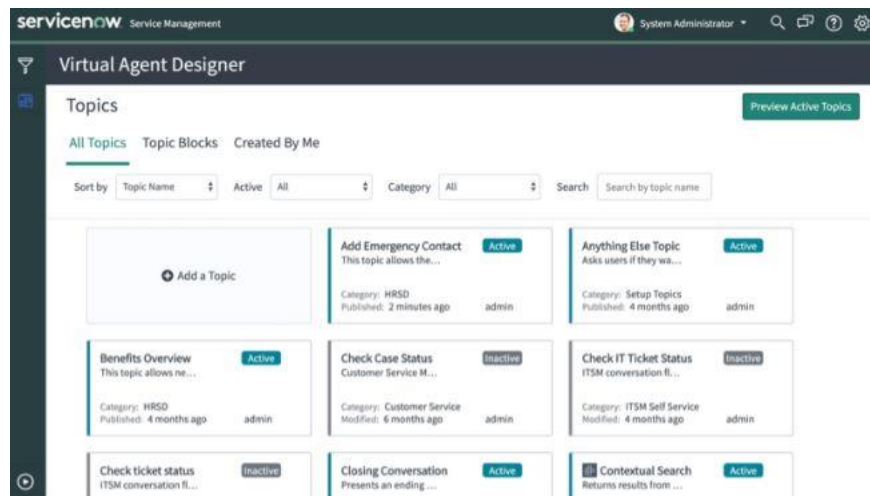 servicenow Service Management
System Administrator
Virtual Agent Designer
Topics
Preview Active Topics
All Topics Topic Blocks Created By Me
Sort by Topic Name Active All Category All Search Search by topic name
Add a Topic
Add Emergency Contact Active
This topic allows the...
Category: HRSD
Published: 2 minutes ago admin
Anything Else Topic Active
Asks users if they wa...
Category: Setup Topics
Published: 4 months ago admin
Benefits Overview Active
This topic allows ne...
Category: HRSD
Published: 4 months ago admin
Check Case Status Inactive
Customer Service M...
Category: Customer Service
Modified: 6 months ago admin
Check IT Ticket Status Inactive
ITSM conversation fl...
Category: ITSM Self Service
Modified: 4 months ago admin
Check ticket status Inactive
ITSM conversation fl...
Closing Conversation Active
Presents an ending ...
Contextual Search Active
Returns results from ...